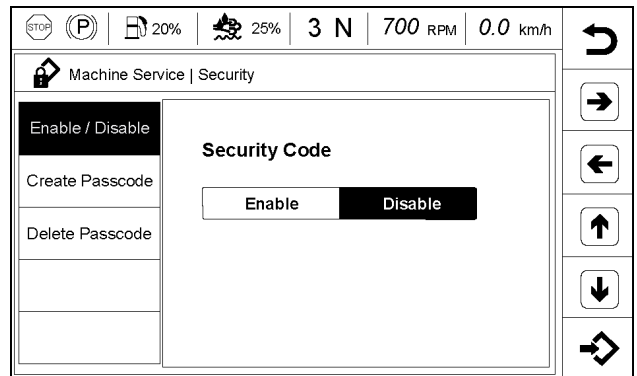 STOP (P) 20% 25% 3 N 700 RPM 0.0 km/h
Machine Service | Security
Enable / Disable
Security Code
Create Passcode
Enable Disable
Delete Passcode